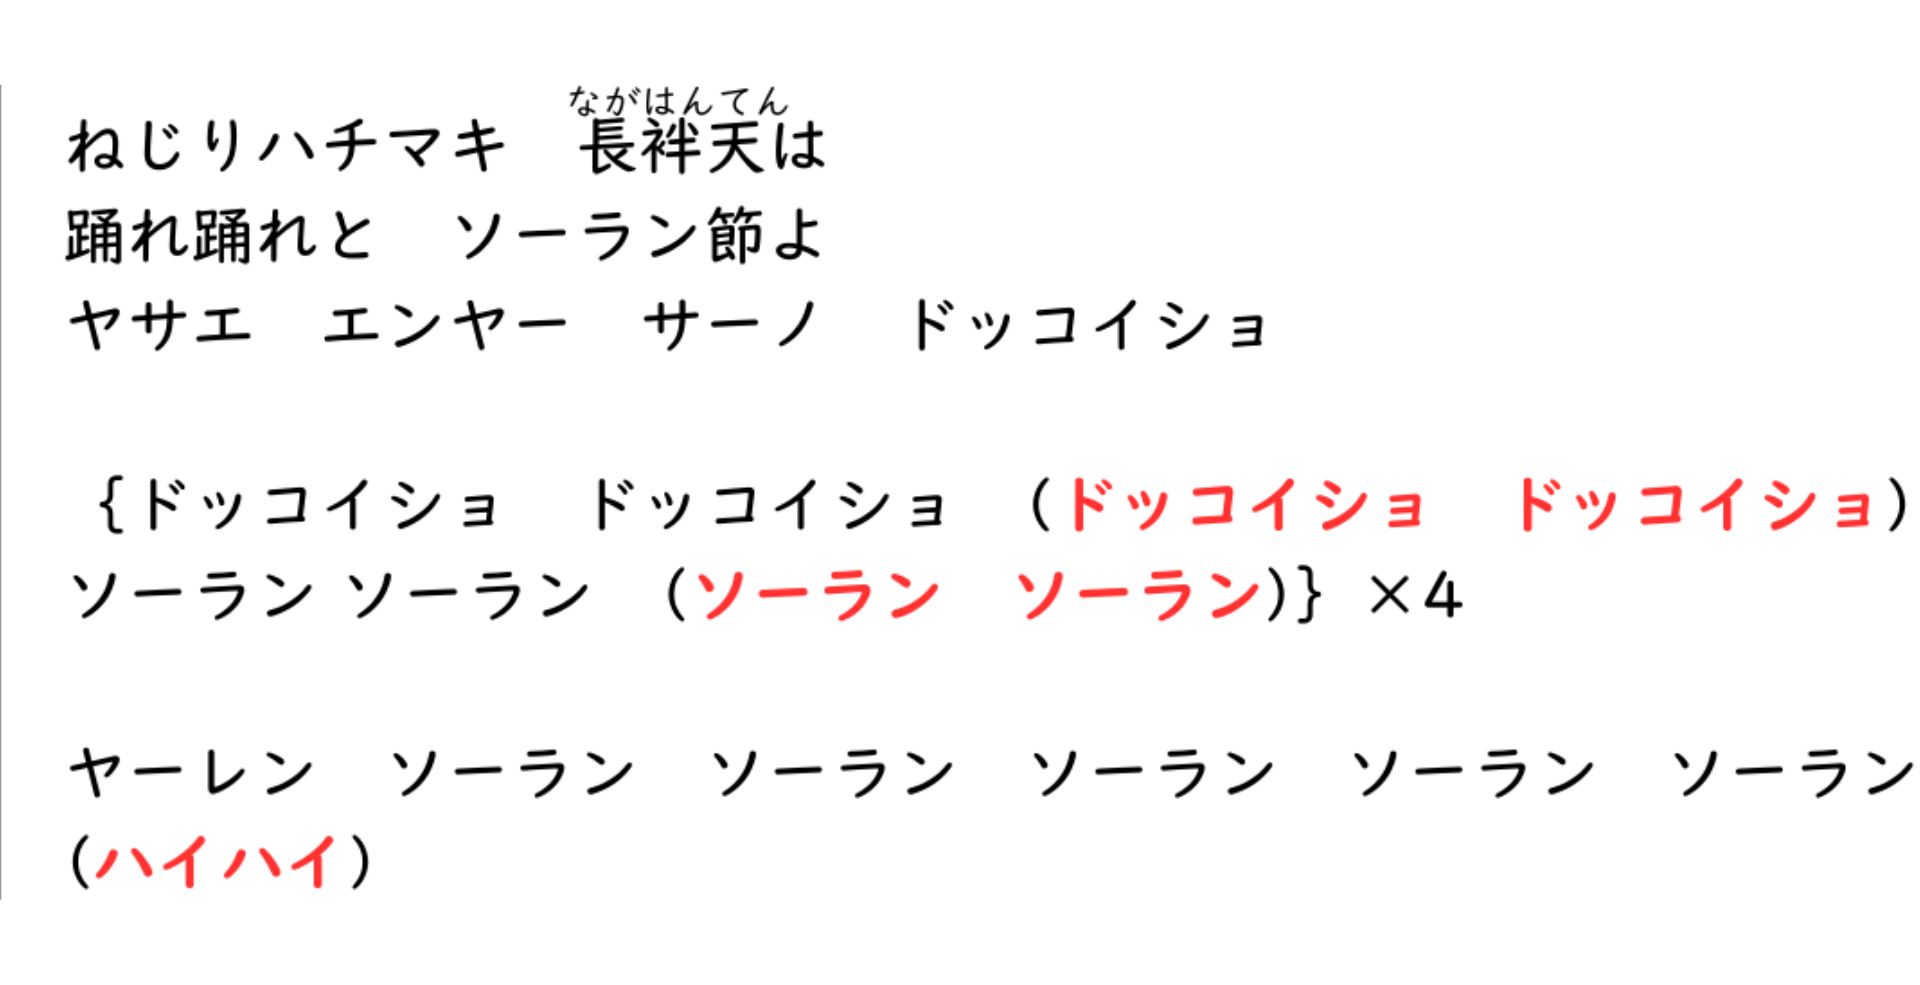 ながはんてん
ねじりハチマキ　長袢天は
踊れ踊れと　ソーラン節よ
ヤサエ　エンヤー　サーノ　ドッコイショ
{ドッコイショ　ドッコイショ　(ドッコイショ　ドッコイショ)
ソーラン ソーラン　(ソーラン　ソーラン)} ×4
ヤーレン　ソーラン　ソーラン　ソーラン　ソーラン　ソーラン
(ハイハイ)